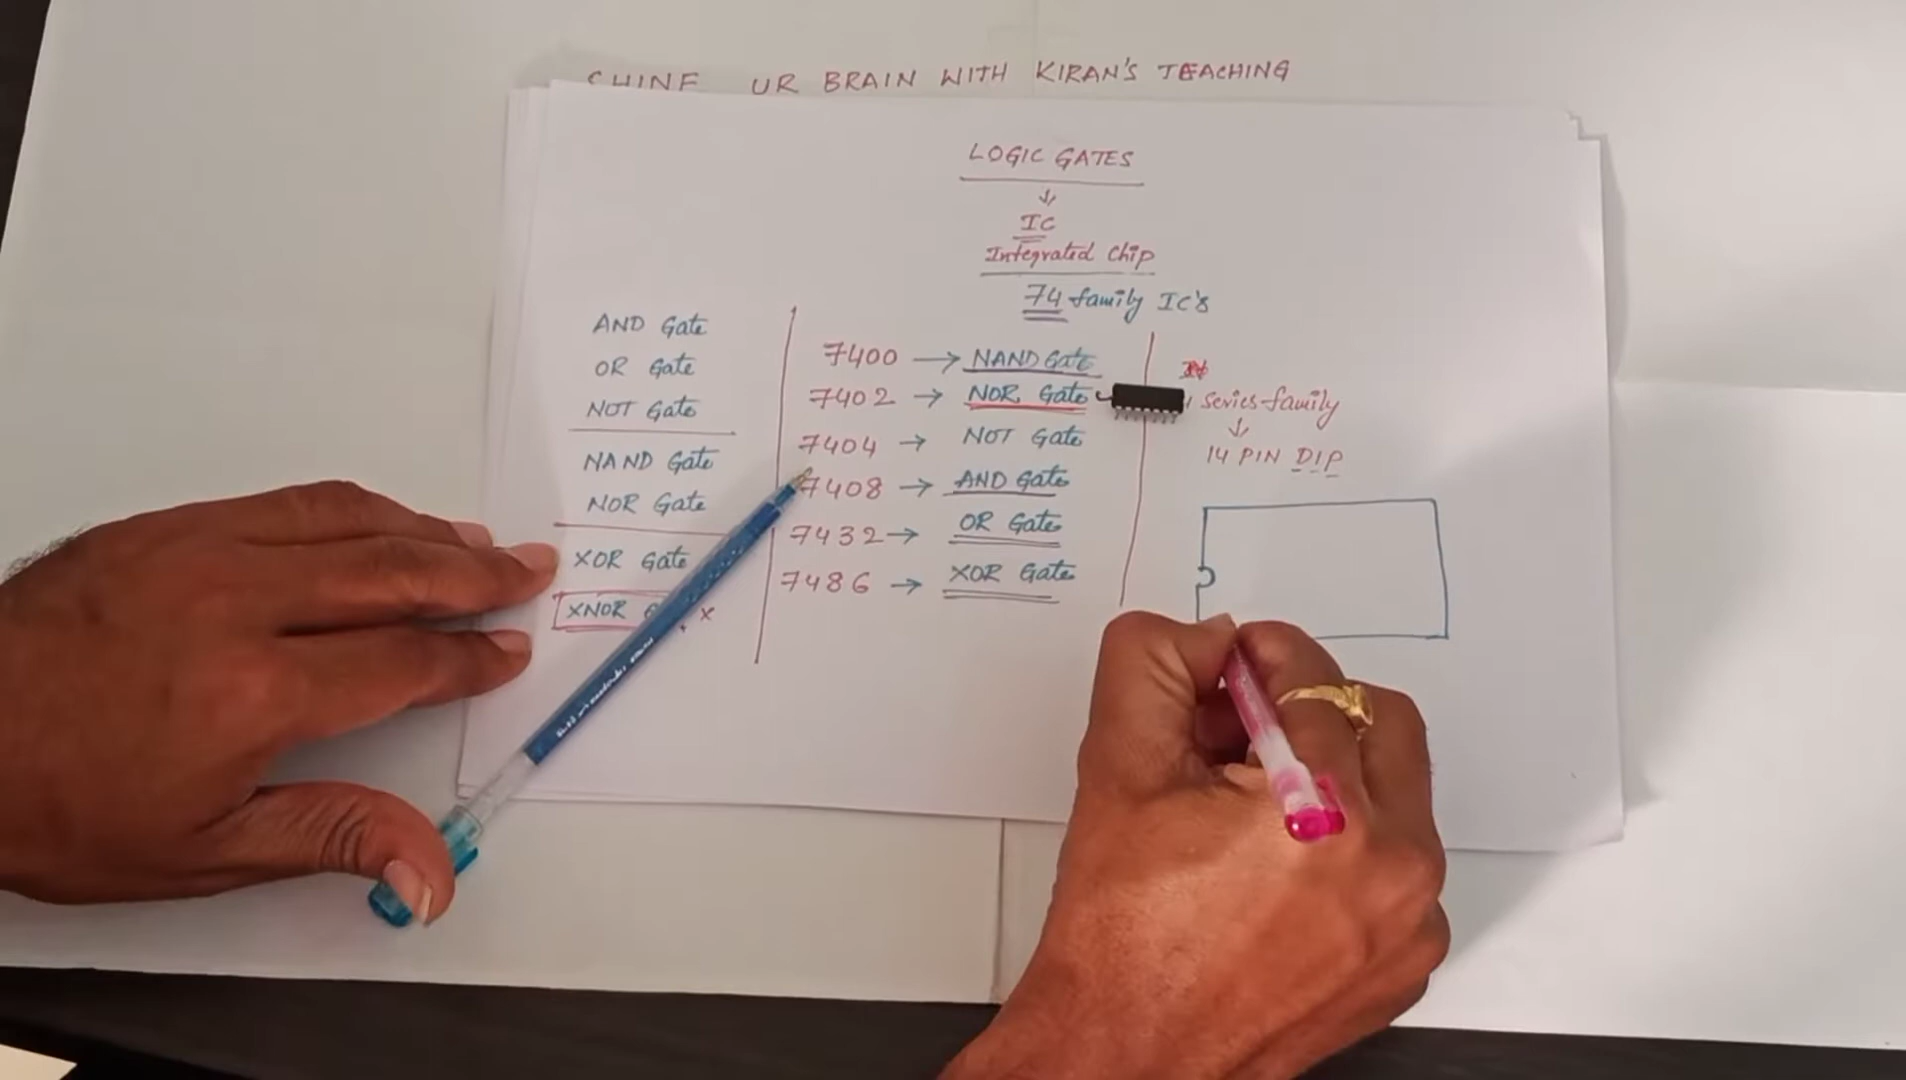 UR BRAIN WITH KIRAN'S TEACHING
LOGIC GATES
IC
Integrated Chip
74 family IC's
AND Gate
OR Gate
NOT Gate
NAND Gate
NOR Gate
XOR Gate
XNOR
x
7400 → NAND Gate
7402 → NOR Gate
7404 → NOT Gate
7408 → AND Gate
7432 → OR Gate
7486 → XOR Gate
Series family
14 PIN DIP